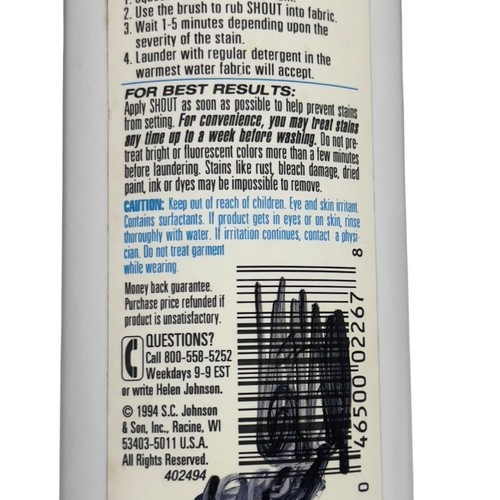 2. Use the brush to rub SHOUT into fabric.
3. Wait 1-5 minutes depending upon the
severity of the stain.
4. Launder with regular detergent in the
warmest water fabric will accept.
FOR BEST RESULTS:
Apply SHOUT as soon as possible to help prevent stains
from setting. For convenience, you may treat stains
any time up to a week before washing. Do not pre-
treat bright or fluorescent colors more than a few minutes
before laundering. Stains like rust, bleach damage, dried
paint, ink or dyes may be impossible to remove.
CAUTION: Keep out of reach of children. Eye and skin irritant.
Contains surfactants. If product gets in eyes or on skin, rinse
thoroughly with water. If irritation continues, contact a physi-
cian. Do not treat garment
while wearing.
Money back guarantee.
Purchase price refunded if
product is unsatisfactory.
QUESTIONS?
Call 800-558-5252
Weekdays 9-9 EST
or write Helen Johnson.
© 1994 S.C. Johnson
& Son, Inc., Racine, WI
53403-5011 U.S.A.
All Rights Reserved.
402494
0 46500 02267 8